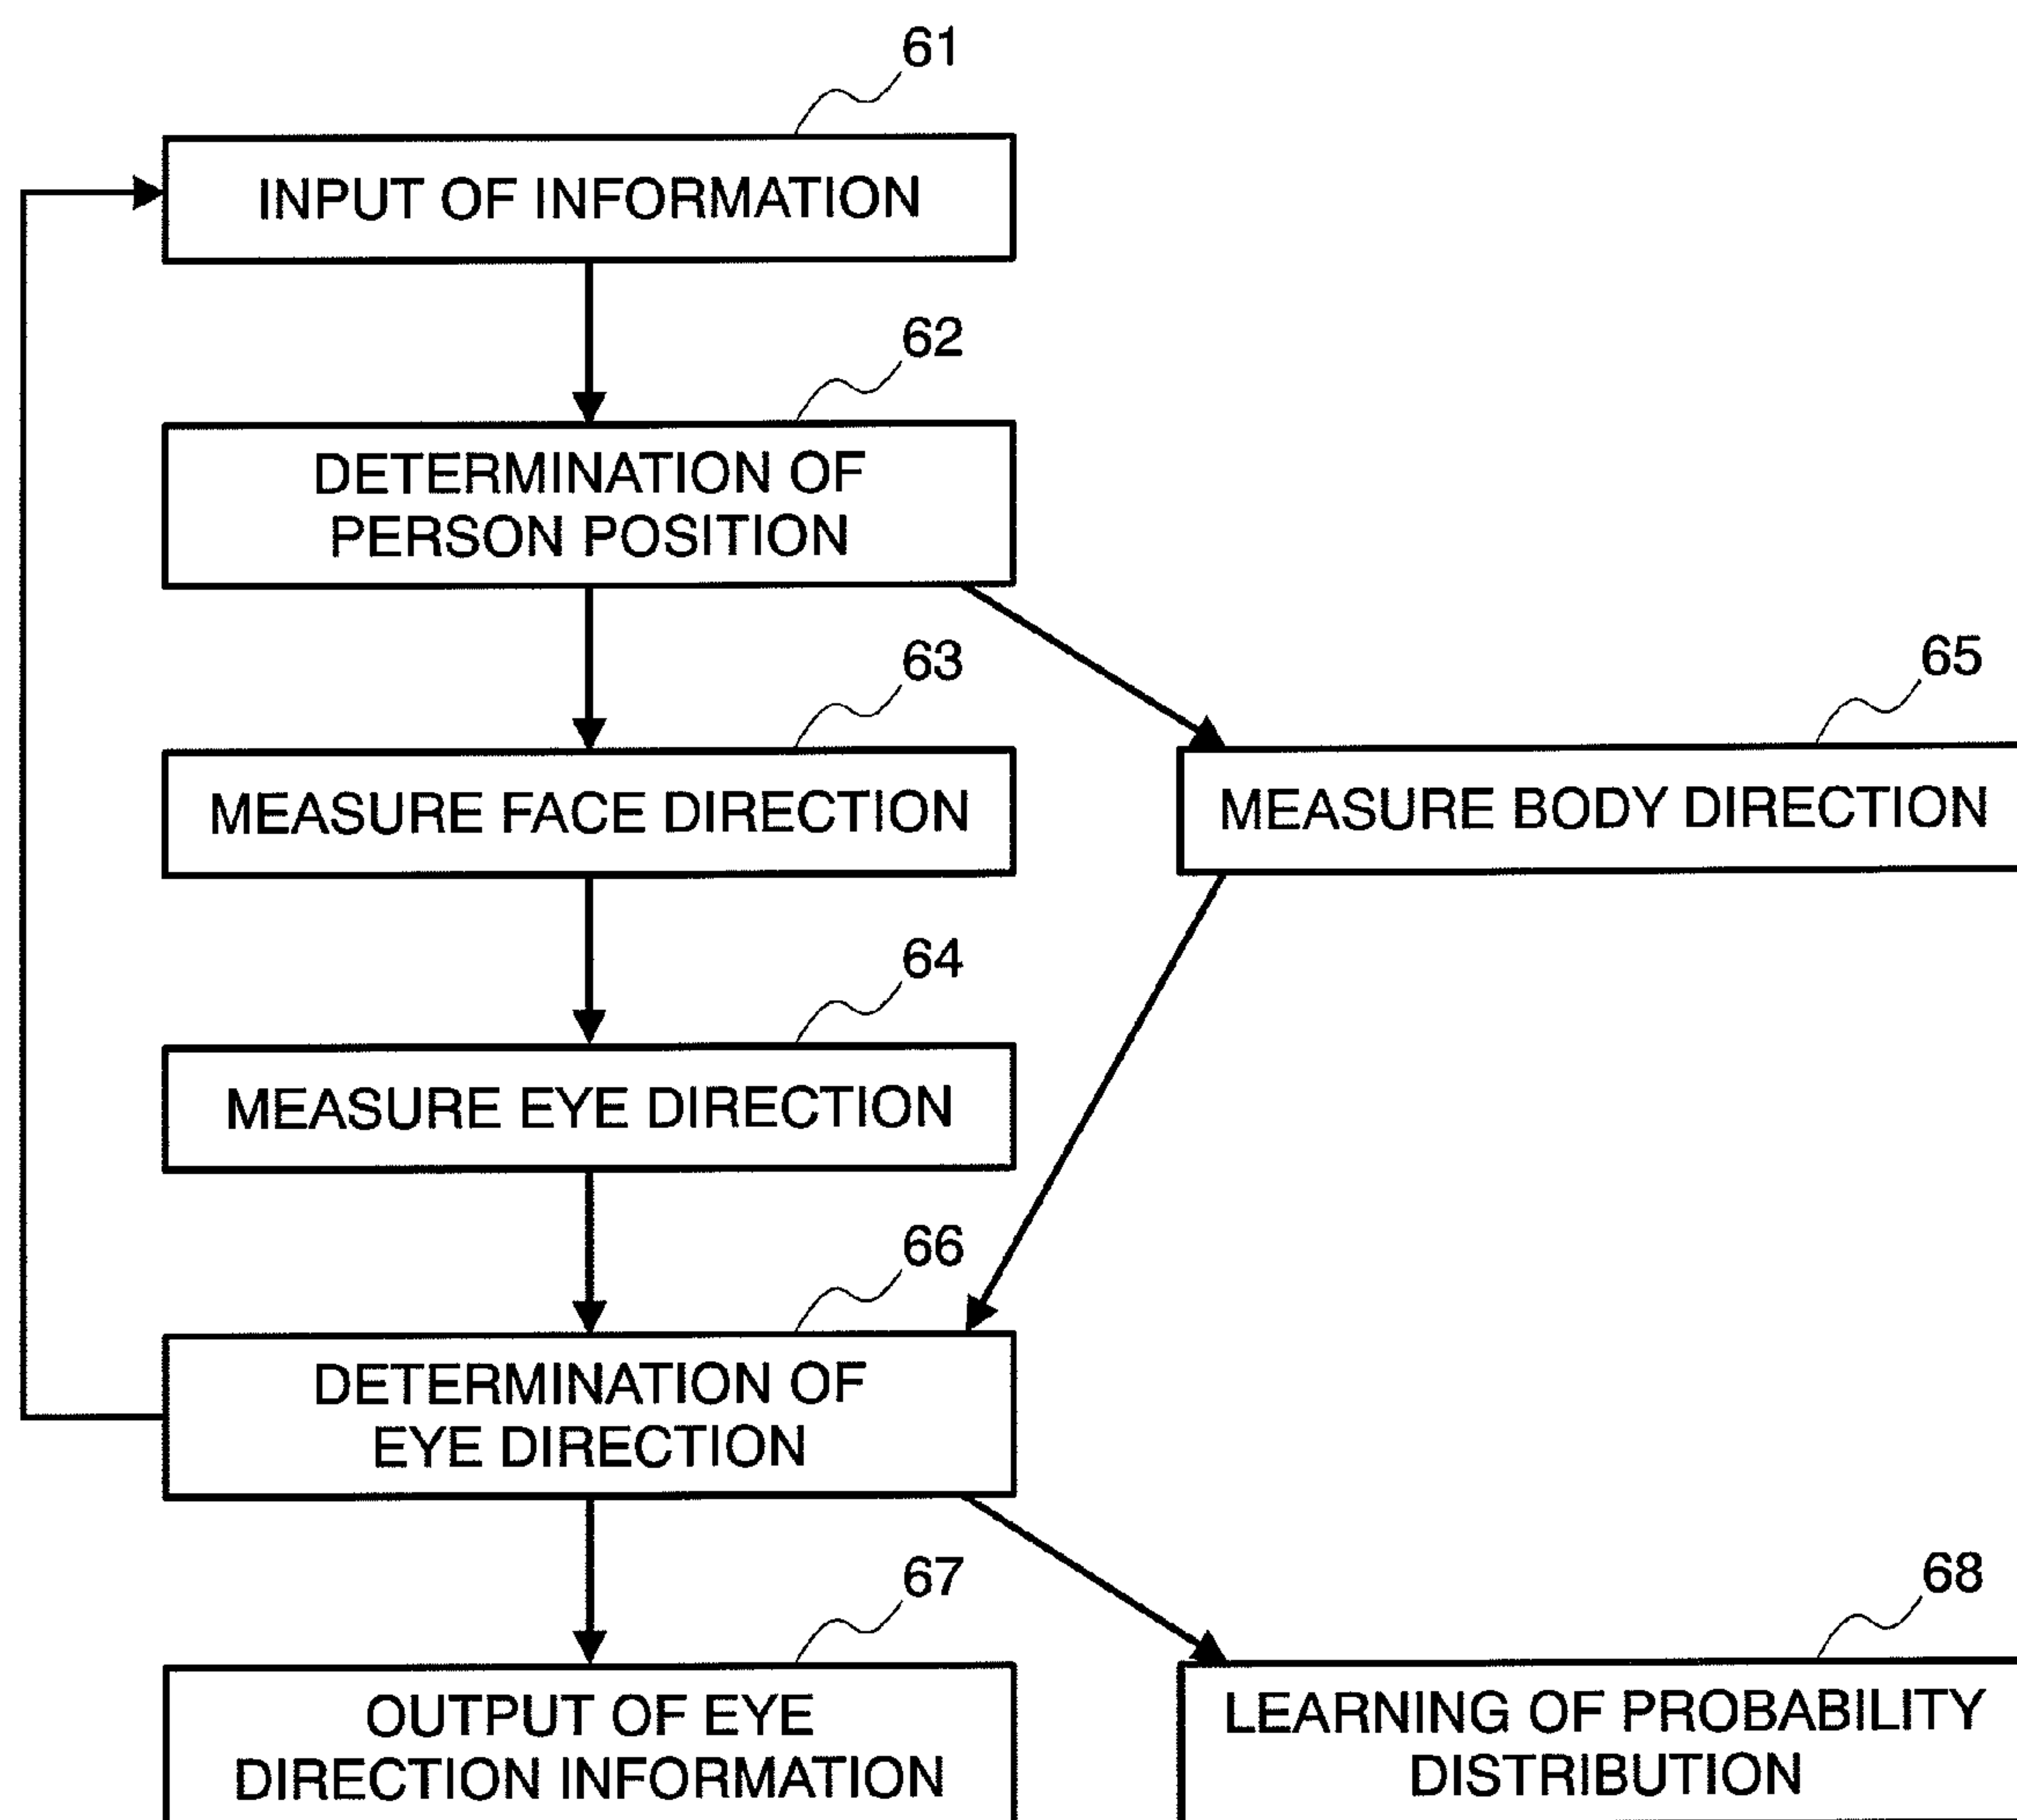 61
INPUT OF INFORMATION
62
DETERMINATION OF
PERSON POSITION
63
MEASURE FACE DIRECTION
65
MEASURE BODY DIRECTION
64
MEASURE EYE DIRECTION
66
DETERMINATION OF
EYE DIRECTION
67
OUTPUT OF EYE
DIRECTION INFORMATION
68
LEARNING OF PROBABILITY
DISTRIBUTION